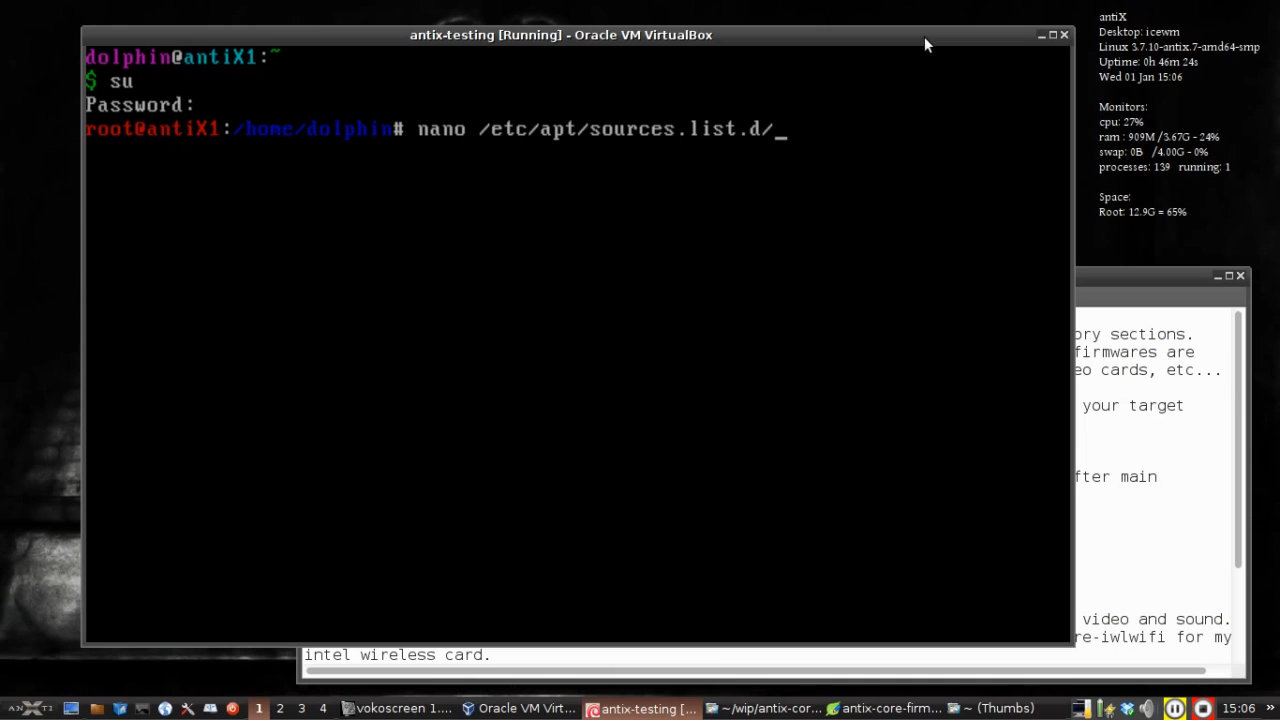 antiX
Desktop: icewm
Linux 3.7.10-antix.7-amd64-smp
Uptime: 0h 46m 24s
Wed 01 Jan 15:06
Monitors:
cpu: 27%
ram : 909M /3.67G - 24%
swap: 0B /4.00G - 0%
processes: 139 running: 1
Space:
Root: 12.9G = 65%
antix-testing [Running] - Oracle VM VirtualBox
dolphin@antiX1:~
$ su
Password:
root@antiX1:/home/dolphin# nano /etc/apt/sources.list.d/_
ory sections.
firmwares are
eo cards, etc...
your target
fter main
video and sound.
re-iwlwifi for my
intel wireless card.
ANTI 1 2 3 4 vokoscreen 1.... Oracle VM Virt... antix-testing [... ~/wip/antix-cor... antix-core-firm... ~ (Thumbs) 15:06 »